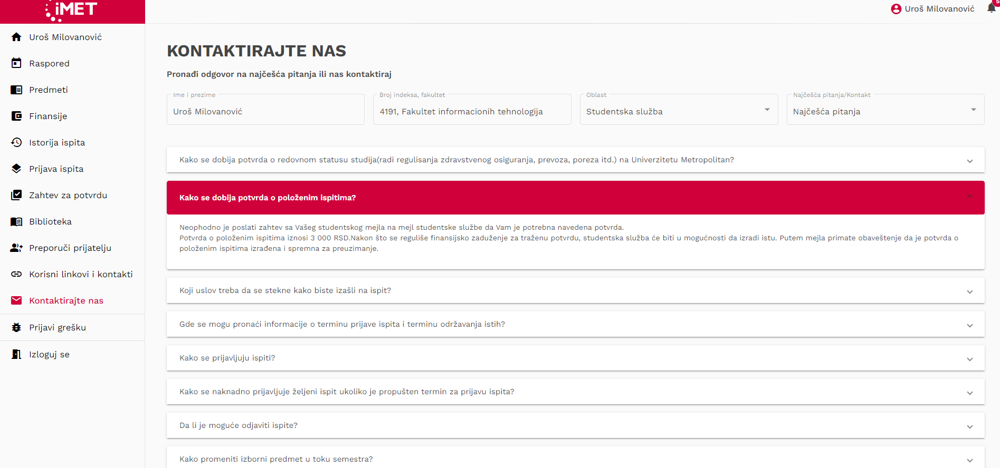 iMET
Uroš Milovanović
5
Uroš Milovanović
Raspored
Predmeti
Finansije
Istorija ispita
Prijava ispita
Zahtev za potvrdu
Biblioteka
Preporuči prijatelju
Korisni linkovi i kontakti
Kontaktirajte nas
Prijavi grešku
Izloguj se
KONTAKTIRAJTE NAS
Pronađi odgovor na najčešća pitanja ili nas kontaktiraj
Ime i prezime
Uroš Milovanović
Broj indeksa, fakultet
4191, Fakultet informacionih tehnologija
Oblast
Studentska služba
Najčešća pitanja/Kontakt
Najčešća pitanja
Kako se dobija potvrda o redovnom statusu studija(radi regulisanja zdravstvenog osiguranja, prevoza, poreza itd.) na Univerzitetu Metropolitan?
Kako se dobija potvrda o položenim ispitima?
Neophodno je poslati zahtev sa Vašeg studentskog mejla na mejl studentske službe da Vam je potrebna navedena potvrda.
Potvrda o položenim ispitima iznosi 3 000 RSD.Nakon što se reguliše finansijsko zaduženje za traženu potvrdu, studentska služba će biti u mogućnosti da izradi istu. Putem mejla primate obaveštenje da je potvrda o
položenim ispitima izrađena i spremna za preuzimanje.
Koji uslov treba da se stekne kako biste izašli na ispit?
Gde se mogu pronaći informacije o terminu prijave ispita i terminu održavanja istih?
Kako se prijavljuju ispiti?
Kako se naknadno prijavljuje željeni ispit ukoliko je propušten termin za prijavu ispita?
Da li je moguće odjaviti ispite?
Kako promeniti izborni predmet u toku semestra?